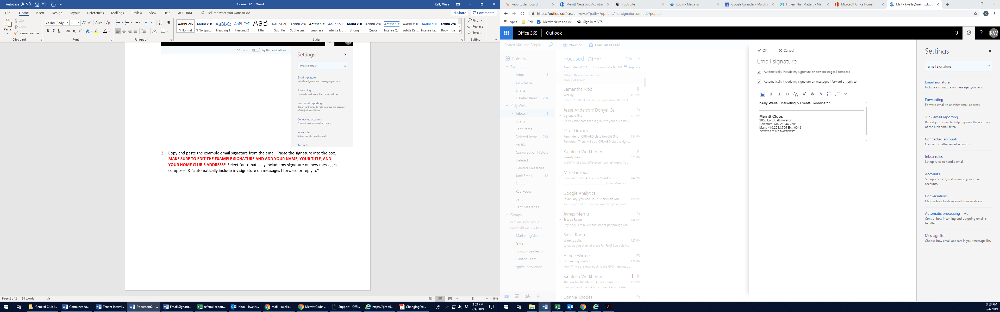 AutoSave Off
Document2 - Word
Kelly Wells
File Home Insert Design Layout References Mailings Review View Help ACROBAT Tell me what you want to do
Share Comments
Paste
Cut
Copy
Format Painter
Clipboard
Calibri (Body) 11
Font
Paragraph
AaBbCcDc AaBbCcDc AaBbC( AaBbCcD AaB AaBbCcD AaBbCcDt AaBbCcDt AaBbCcDt AaBbCcDc AaBbCcDt AaBbCcDt AABBCCDD AABBCCDD AaBbCcDt
¶ Normal ¶ No Spac... Heading 1 Heading 2 Title Subtitle Subtle Em... Emphasis Intense E... Strong Quote Intense Q... Subtle Ref... Intense Re... Book Title
Styles
Find
Replace
Select
Editing
Undo Try the new Outlook
Settings
email signature
Email signature
Include a signature on messages you send.
Forwarding
Forward email to another email address.
Junk email reporting
Report junk email to help improve the accuracy
of the junk email filter.
Connected accounts
Connect to other email accounts.
Inbox rules
Set up rules to handle email.
Accounts
3. Copy and paste the example email signature from the email. Paste the signature into the box.
MAKE SURE TO EDIT THE EXAMPLE SIGNATURE AND ADD YOUR NAME, YOUR TITLE, AND
YOUR HOME CLUB'S ADDRESS!! Select "automatically include my signature on new messages I
compose" & "automatically include my signature on messages I forward or reply to"
Page 2 of 2 84 words
116%
Reports dashboard
Merritt News and Activities
Hootsuite
Login - Medallia
Google Calendar - March 2
Fitness That Matters - Merr
Microsoft Office Home
Mail - kwells@merrittclubs.
https://outlook.office.com/owa/?path=/options/mailsignatures/mode/popup
Apps Dell Merritt News and Act Sign in to VTS
Office 365 Outlook
KW
Search Mail and People
New Mark all as read
Folders
Favorites
Inbox 1
Sent Items
Drafts
Deleted Items 281
Kelly Wells
Inbox 1
Drafts
Sent Items
Deleted Items 281
Archive
Conversation History
Deleted
Deleted Messages
Junk Email 13
Notes
RSS Feeds
Sent
Sent Messages
Groups
Here are some groups
you might want to join.
MarketingMeeting
GMS
Towson Leadersh
Canton Team
Ignite Innovation
Focused Other Filter
Next: Merritt CO Tomorrow at 9:00 AM Agenda
Other: New conversations
HubSpot Forms 1
Samantha Ribb
Weekly 3:23 PM
Hi team! Thank you to everyone who attended...
Jesse Anderson; Donyel Ce...
signature line 3:11 PM
Go to Office.com then log in with your full email...
Mike Linkous
Reminder of CPR/AED class tonight (Mo 1:54 PM
Reminder There will be a CPR/AED class tonight...
Kathleen Werkheiser
Weekly News 1:51 PM
WOW what a big difference from last week, it's ...
Mike Linkous
Reminder- CPR/AED class Monday, Febr 1:42 PM
From: Mike Link...
Google Analytics
In January, you had 36.7K users visit you 1:30 PM
Your Snapshot for January Want to get a monthl...
James Merritt
Escape Room 1:28 PM
Hey Kelly, I think we should not go through wit...
Steve Roop
Wine supplier 1:27 PM
What do you think of these for Fort? See below....
Aimee Winkler
Gf meeting conflict 1:08 PM
Hey! FYI we are rescheduling the GFD meeting o...
Kathleen Werkheiser
The link for the Merritt Athletic club - Cr 1:08 PM
Can you send the link to our members? Katie ...
Connie Rhodes
OK Cancel
Email signature
Automatically include my signature on new messages I compose
Automatically include my signature on messages I forward or reply to
Kelly Wells | Marketing & Events Coordinator
Merritt Clubs
2058 Lord Baltimore Dr.
Baltimore, MD 21244-2501
Main: 410.298.8705 Ext: 0048
FITNESS THAT MATTERS™
Settings
email signature
Email signature
Include a signature on messages you send.
Forwarding
Forward email to another email address.
Junk email reporting
Report junk email to help improve the accuracy
of the junk email filter.
Connected accounts
Connect to other email accounts.
Inbox rules
Set up rules to handle email.
Accounts
Set up, connect, and manage your email
accounts.
Conversations
Choose how to show email conversations.
Automatic processing - Mail
Control how incoming and outgoing email is
handled.
Message list
Choose how email appears in your message list.
General Club I... Container co... Tenant Intervi... Document2 - ... Email Signatu... referral_report... Inbox - kwells... Mail - kwells... Merritt Clubs ... Support - Offi... https://prod0... Changing Yo...
3:53 PM
2/4/2019
3:53 PM
2/4/2019